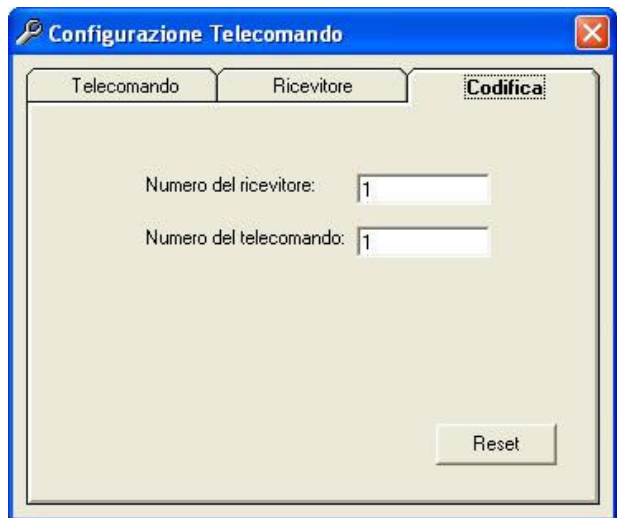 Configurazione Telecomando
Telecomando Ricevitore Codifica
Numero del ricevitore: 1
Numero del telecomando: 1
Reset